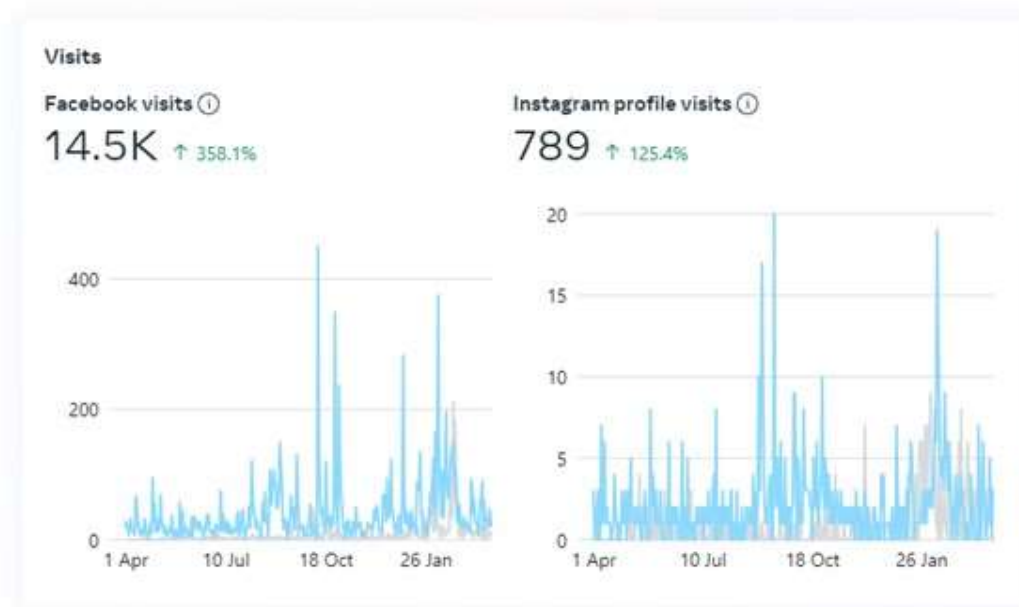 Visits
Facebook visits
14.5K ↑ 358.1%
400
200
0
1 Apr 10 Jul 18 Oct 26 Jan
Instagram profile visits
789 ↑ 125.4%
20
15
10
5
0
1 Apr 10 Jul 18 Oct 26 Jan